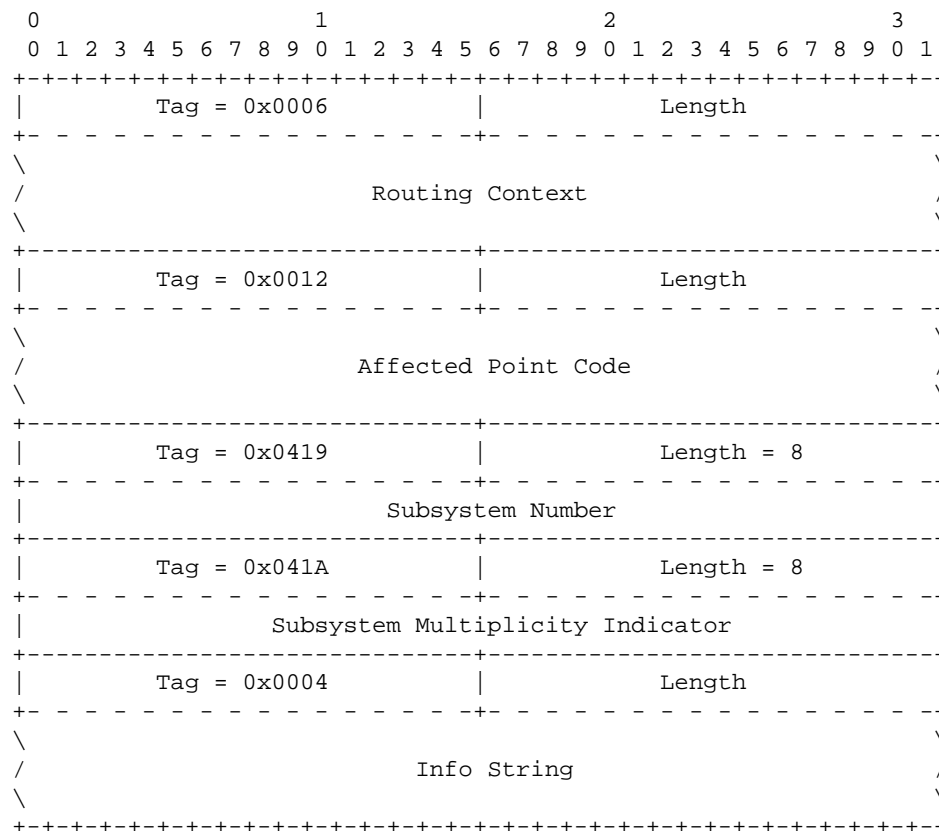 0                   1                   2                   3
 0 1 2 3 4 5 6 7 8 9 0 1 2 3 4 5 6 7 8 9 0 1 2 3 4 5 6 7 8 9 0 1
+-+-+-+-+-+-+-+-+-+-+-+-+-+-+-+-+-+-+-+-+-+-+-+-+-+-+-+-+-+-+-+--
|         Tag = 0x0006          |            Length
+- - - - - - - - - - - - - - - -+- - - - - - - - - - - - - - - --
\                                                               \
/                        Routing Context                        /
\                                                               \
+-------------------------------+--------------------------------
|         Tag = 0x0012          |            Length
+- - - - - - - - - - - - - - - -+- - - - - - - - - - - - - - - --
\                                                               \
/                       Affected Point Code                     /
\                                                               \
+-------------------------------+--------------------------------
|         Tag = 0x0419          |            Length = 8
+- - - - - - - - - - - - - - - -+- - - - - - - - - - - - - - - --
|                         Subsystem Number
+-------------------------------+--------------------------------
|         Tag = 0x041A          |            Length = 8
+- - - - - - - - - - - - - - - -+- - - - - - - - - - - - - - - --
|                 Subsystem Multiplicity Indicator
+-------------------------------+--------------------------------
|         Tag = 0x0004          |            Length
+- - - - - - - - - - - - - - - -+- - - - - - - - - - - - - - - --
\                                                               \
/                           Info String                         /
\                                                               \
+-+-+-+-+-+-+-+-+-+-+-+-+-+-+-+-+-+-+-+-+-+-+-+-+-+-+-+-+-+-+-+--